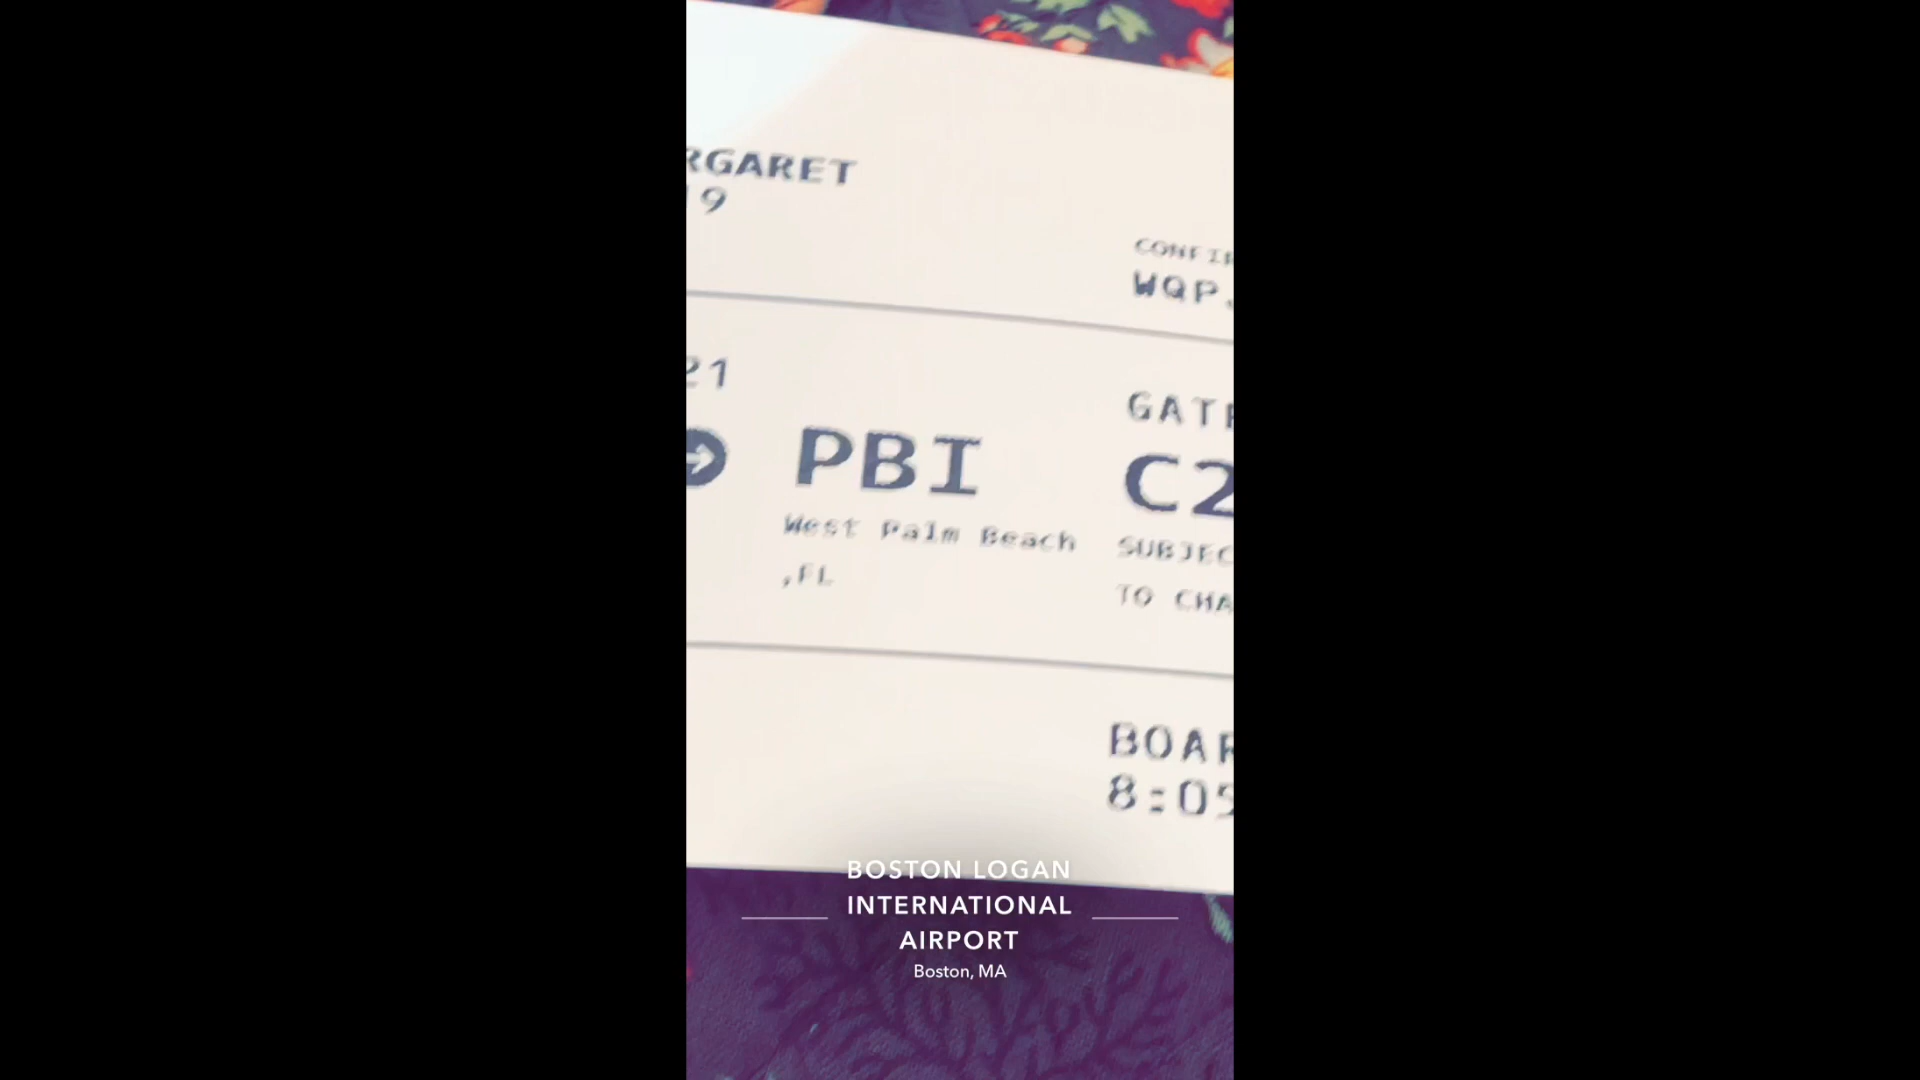 RGARET
19
CONFIR
WQP.
21
PBI
West Palm Beach
,FL
GATE
C2
SUBJEC
TO CHA
BOAR
8:05
BOSTON LOGAN
INTERNATIONAL
AIRPORT
Boston, MA